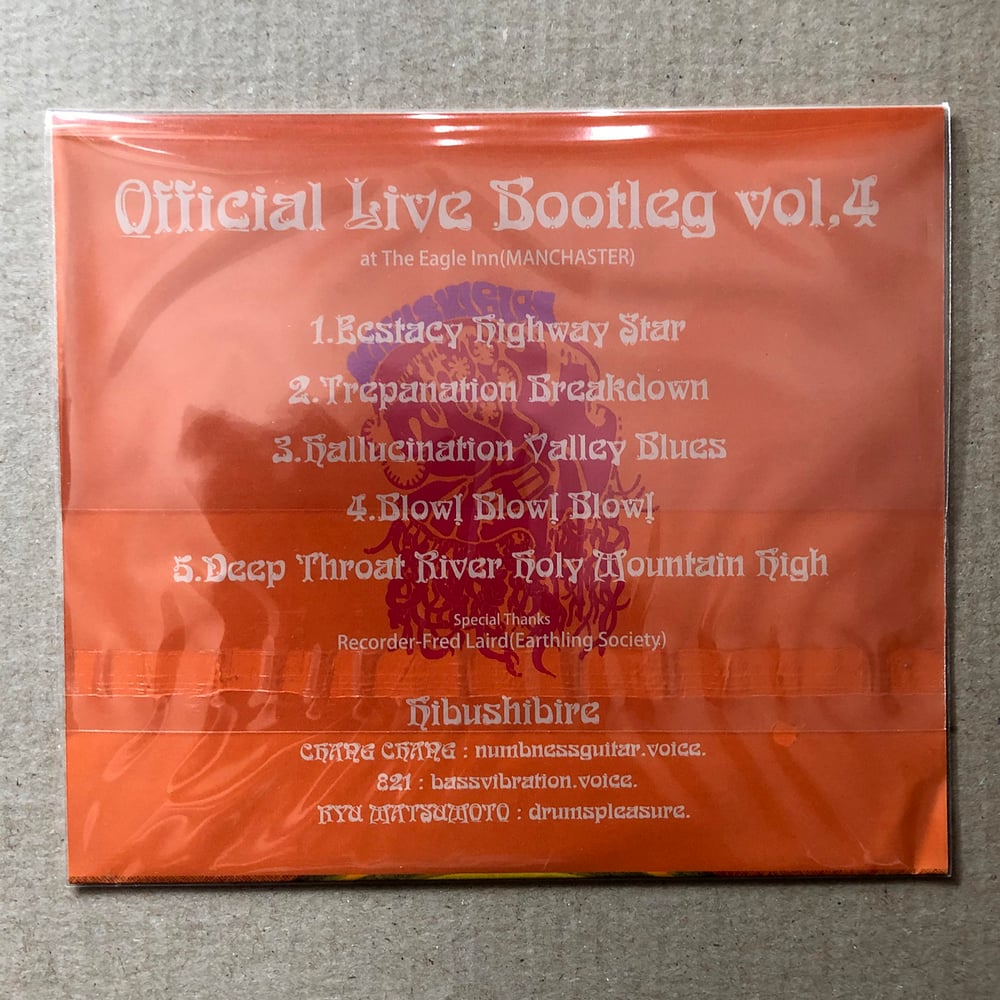 Official Live Bootleg vol,4
at The Eagle Inn(MANCHASTER)
1.Ecstacy Highway Star
2.Trepanation Breakdown
3.Hallucination Valley Blues
4.Blow! Blow! Blow!
5.Deep Throat River Holy Mountain High
Special Thanks
Recorder-Fred Laird(Earthling Society)
Hibushibire
CHANG CHANG : numbnessguitar.voice.
821 : bassvibration.voice.
RYU MATSUMOTO : drumspleasure.